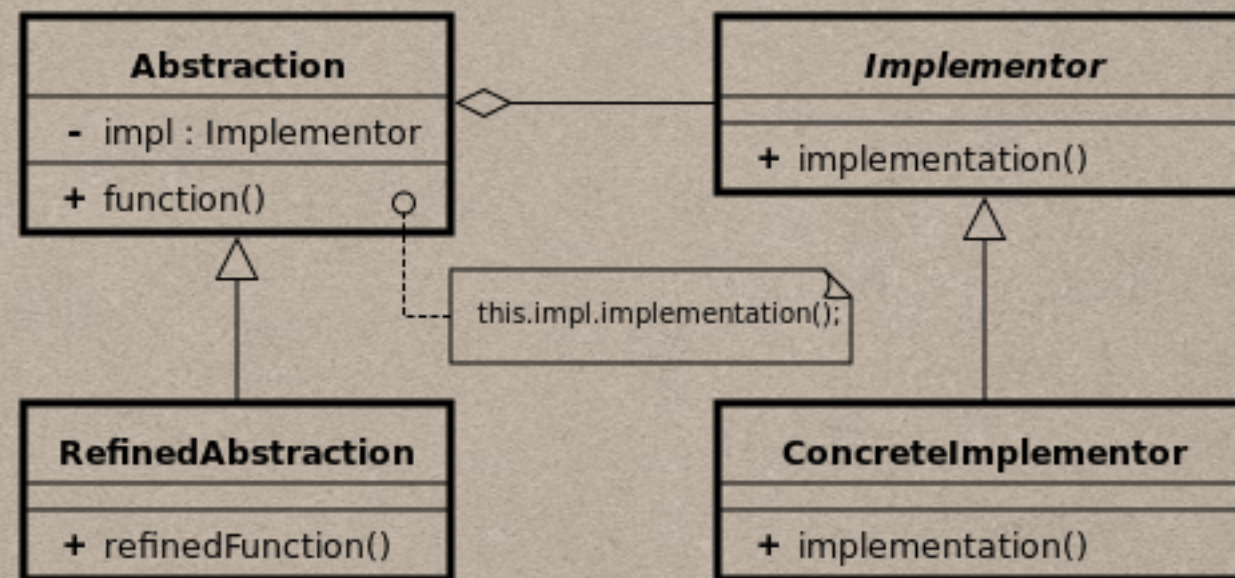 Abstraction
- impl : Implementor
+ function()
Implementor
+ implementation()
this.impl.implementation();
RefinedAbstraction
+ refinedFunction()
ConcreteImplementor
+ implementation()